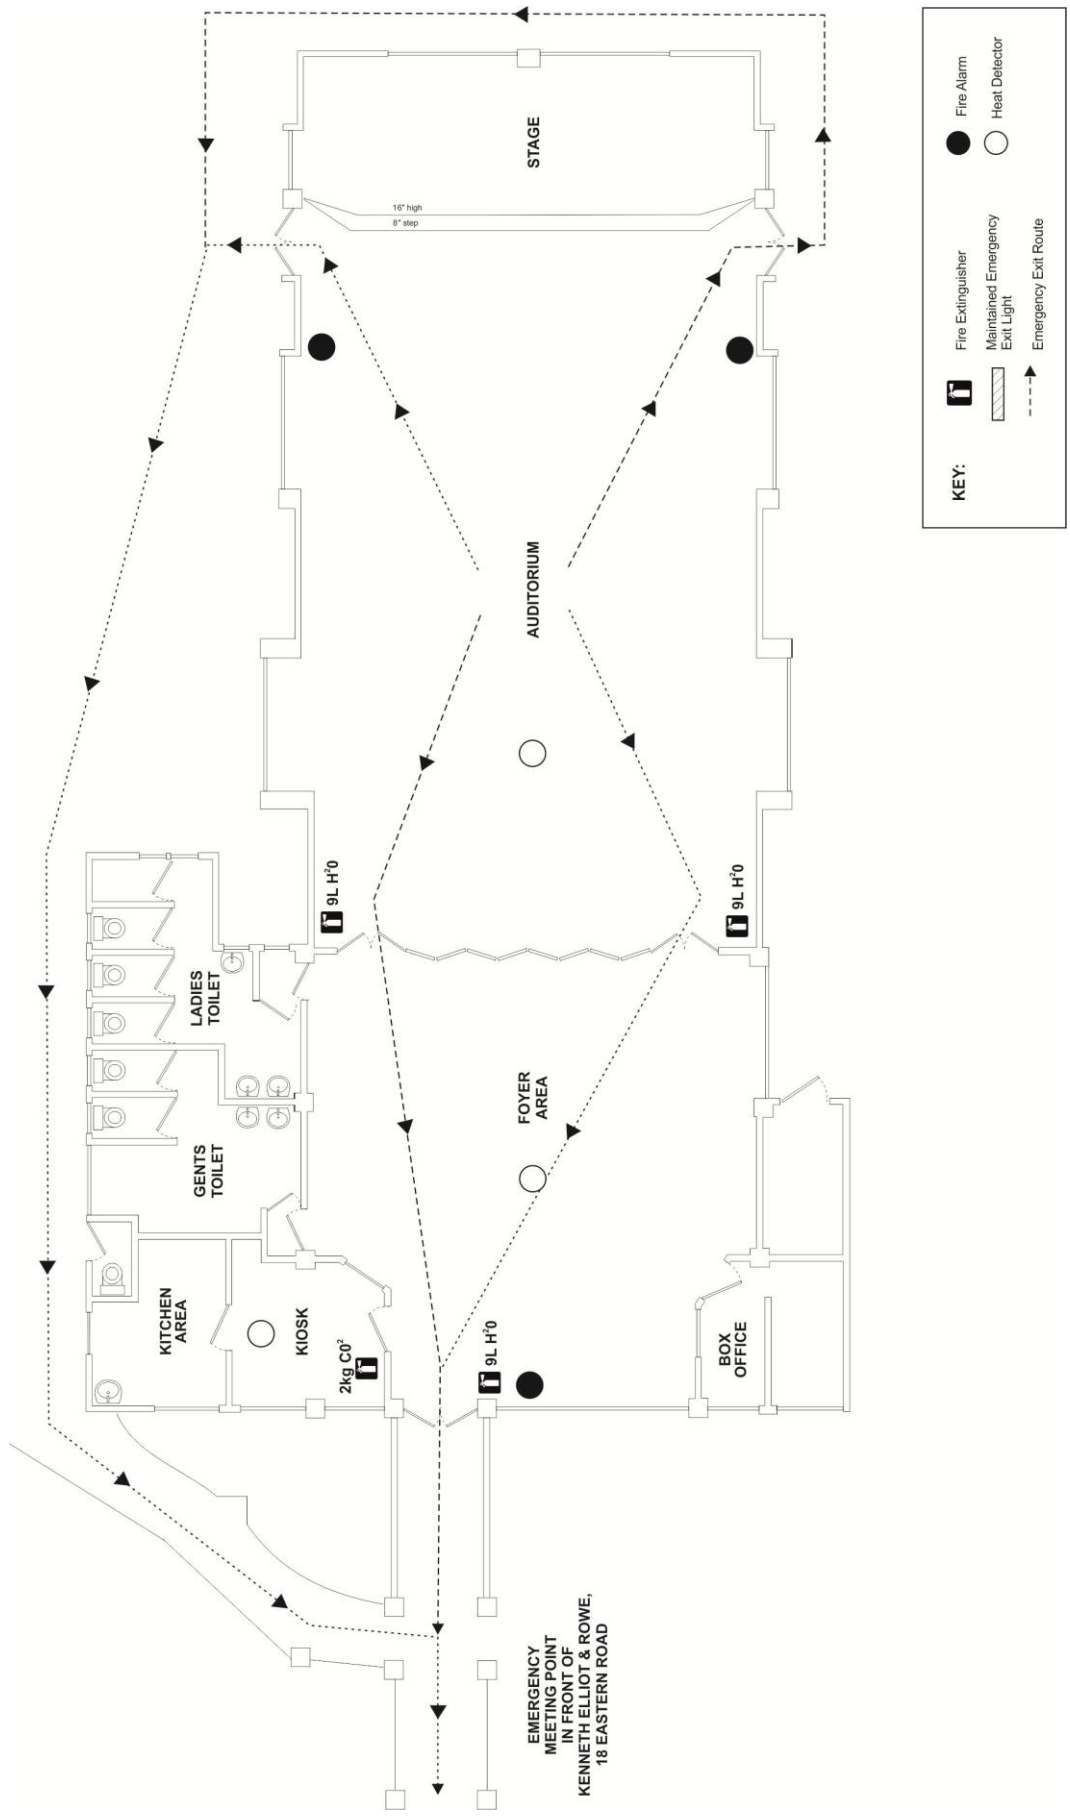 STAGE
16" high
8" step
AUDITORIUM
9L H²0
9L H²0
LADIES
TOILET
FOYER
AREA
GENTS
TOILET
KITCHEN
AREA
KIOSK
2kg C0²
9L H²0
BOX
OFFICE
EMERGENCY
MEETING POINT
IN FRONT OF
KENNETH ELLIOT & ROWE,
18 EASTERN ROAD
KEY:
Fire Extinguisher
Maintained Emergency
Exit Light
Emergency Exit Route
Fire Alarm
Heat Detector